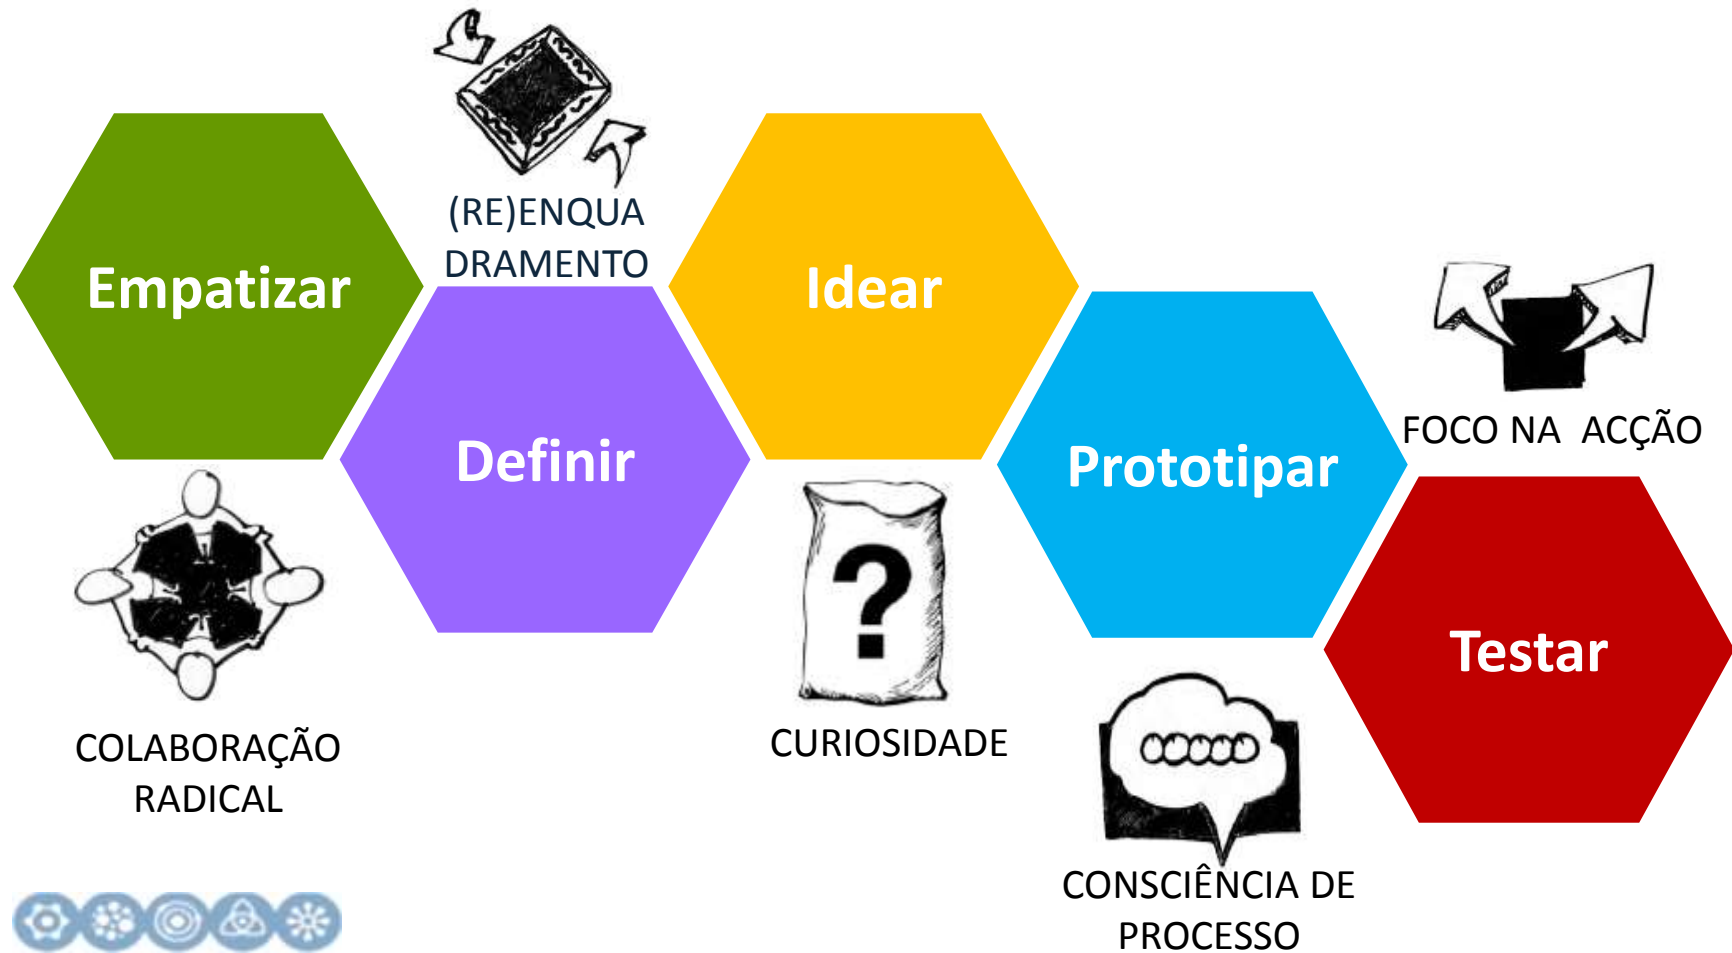 Empatizar
COLABORAÇÃO
RADICAL
(RE)ENQUA
DRAMENTO
Definir
Idear
CURIOSIDADE
Prototipar
CONSCIÊNCIA DE
PROCESSO
FOCO NA  ACÇÃO
Testar
?